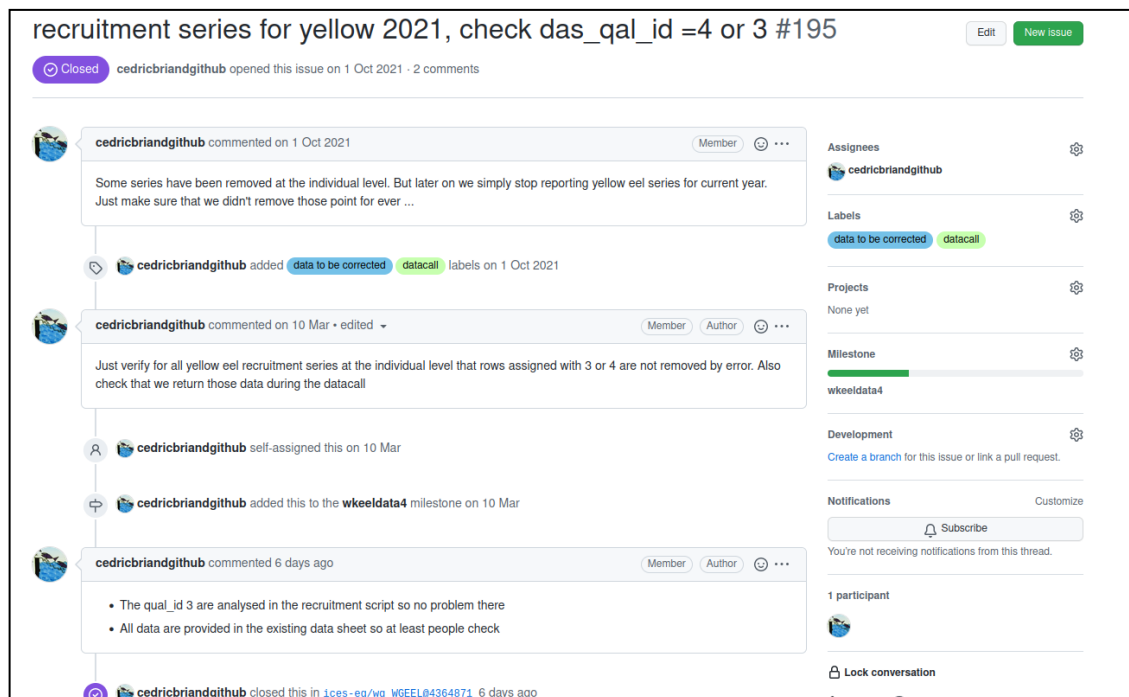 recruitment series for yellow 2021, check das_qal_id =4 or 3 #195
Edit
New issue
Closed
cedricbriandgithub opened this issue on 1 Oct 2021 · 2 comments
cedricbriandgithub commented on 1 Oct 2021
Member
Some series have been removed at the individual level. But later on we simply stop reporting yellow eel series for current year.
Just make sure that we didn't remove those point for ever ...
cedricbriandgithub added data to be corrected datacall labels on 1 Oct 2021
cedricbriandgithub commented on 10 Mar • edited
Member
Author
Just verify for all yellow eel recruitment series at the individual level that rows assigned with 3 or 4 are not removed by error. Also
check that we return those data during the datacall
cedricbriandgithub self-assigned this on 10 Mar
cedricbriandgithub added this to the wkeeldata4 milestone on 10 Mar
cedricbriandgithub commented 6 days ago
Member
Author
• The qual_id 3 are analysed in the recruitment script so no problem there
• All data are provided in the existing data sheet so at least people check
cedricbriandgithub closed this in ices-eg/wg_WGEEL@4364871 6 days ago
Assignees
cedricbriandgithub
Labels
data to be corrected datacall
Projects
None yet
Milestone
wkeeldata4
Development
Create a branch for this issue or link a pull request.
Notifications
Customize
Subscribe
You're not receiving notifications from this thread.
1 participant
Lock conversation